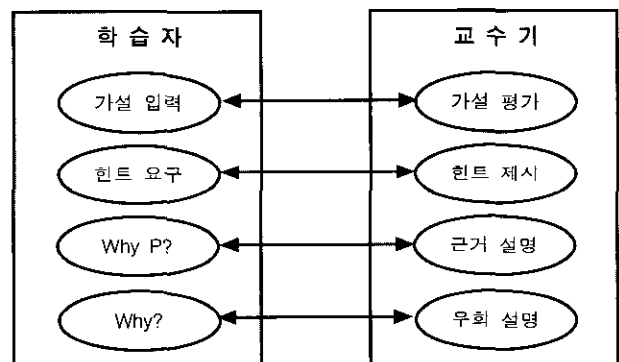 학 습 자
교 수 기
가설 입력
가설 평가
힌트 요구
힌트 제시
Why P?
근거 설명
Why?
우회 설명